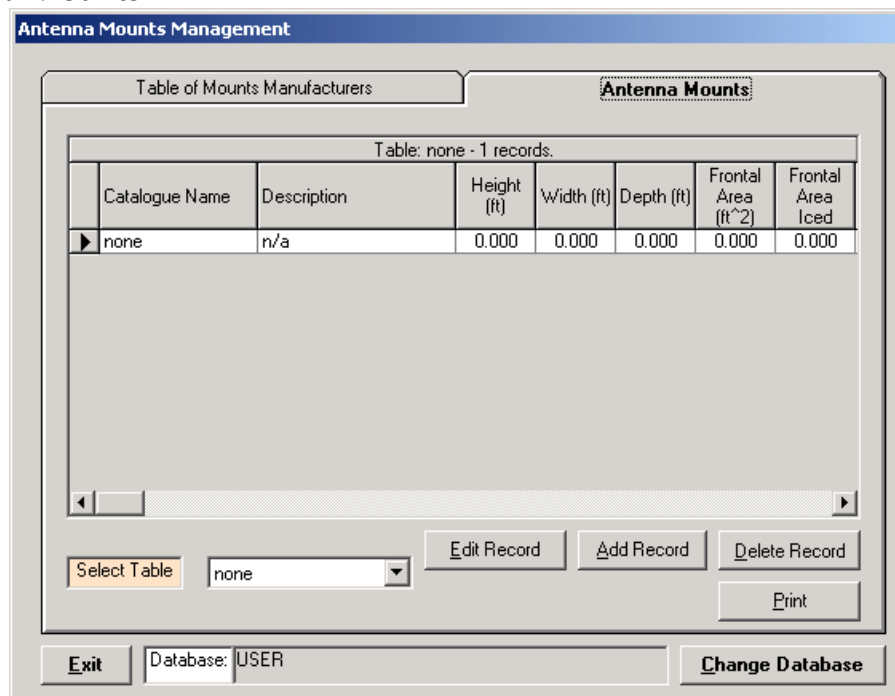 Antenna Mounts Management
Table of Mounts Manufacturers
Antenna Mounts
Table: none - 1 records.
Catalogue Name Description Height (ft) Width (ft) Depth (ft) Frontal Area (ft^2) Frontal Area Iced
none n/a 0.000 0.000 0.000 0.000 0.000
Edit Record Add Record Delete Record
Select Table none
Print
Exit Database: USER Change Database